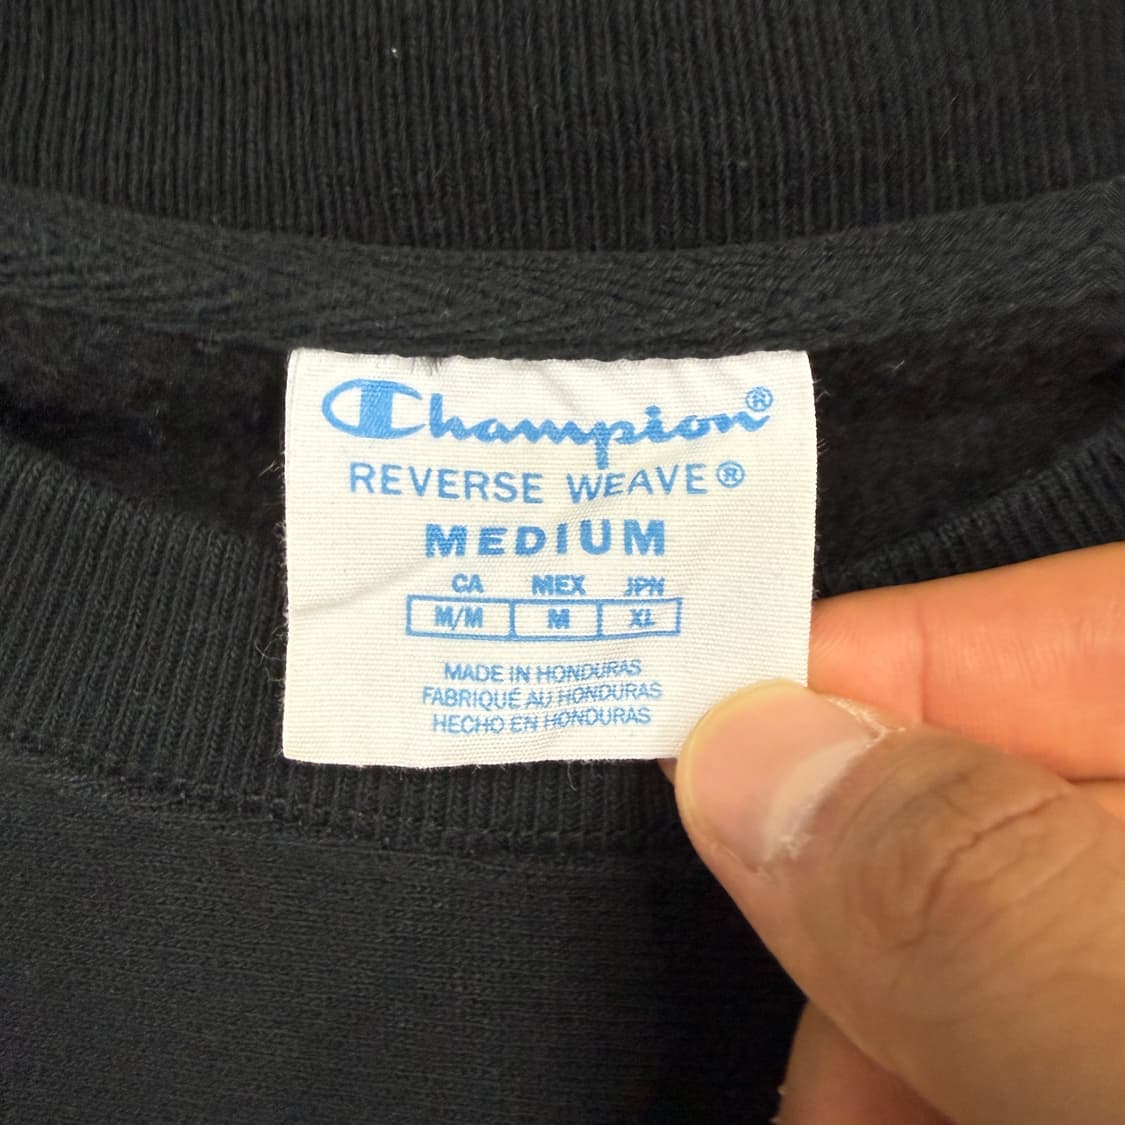 Champion®
REVERSE WEAVE®
MEDIUM
CA MEX JPN
M/M M XL
MADE IN HONDURAS
FABRIQUÉ AU HONDURAS
HECHO EN HONDURAS